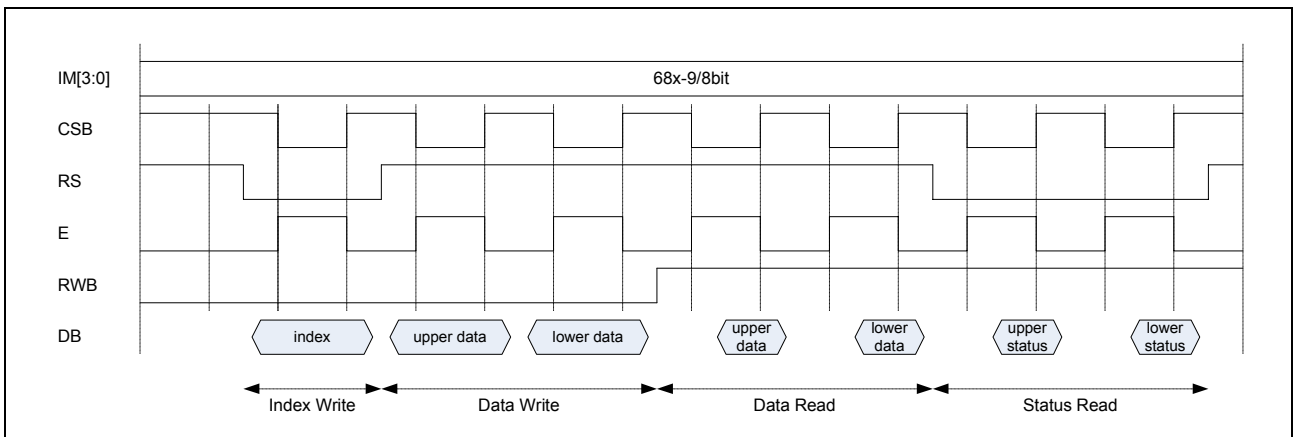 IM[3:0]
68x-9/8bit
CSB
RS
E
RWB
DB
index
upper data
lower data
upper
data
lower
data
upper
status
lower
status
Index Write
Data Write
Data Read
Status Read